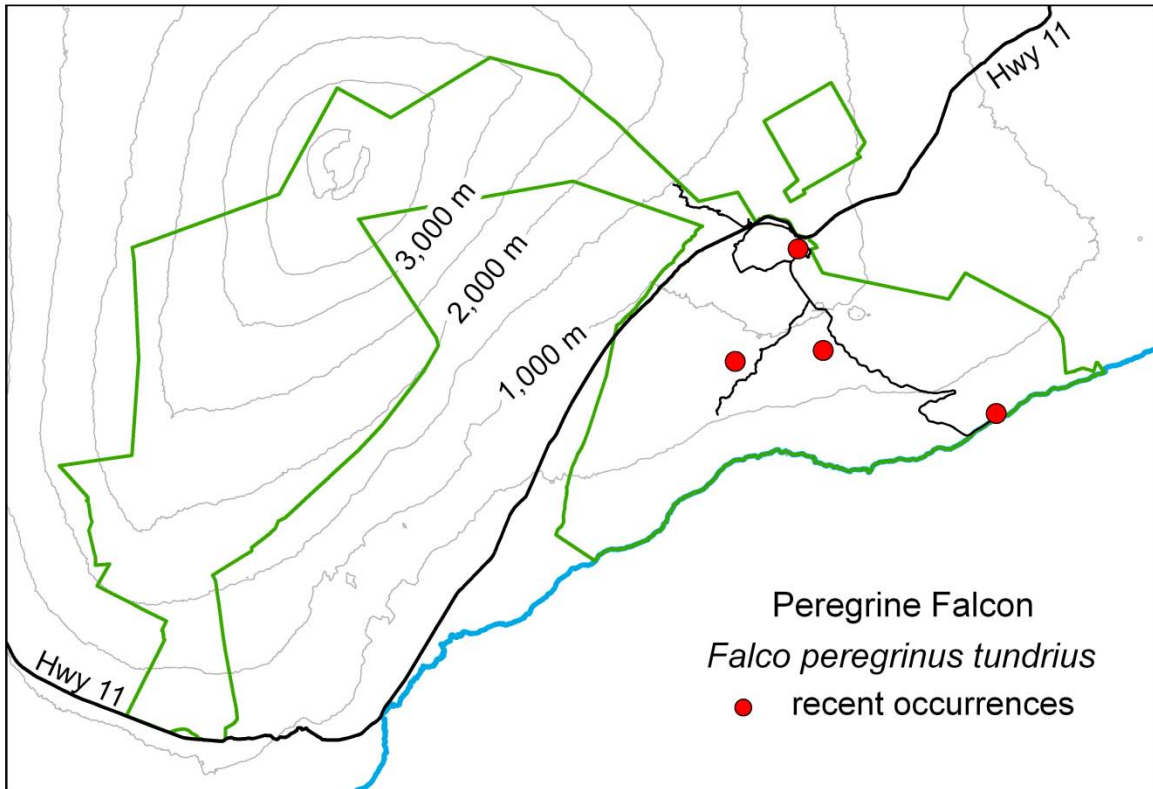 Hwy 11
3,000 m
2,000 m
1,000 m
Hwy 11
Peregrine Falcon
Falco peregrinus tundrius
recent occurrences